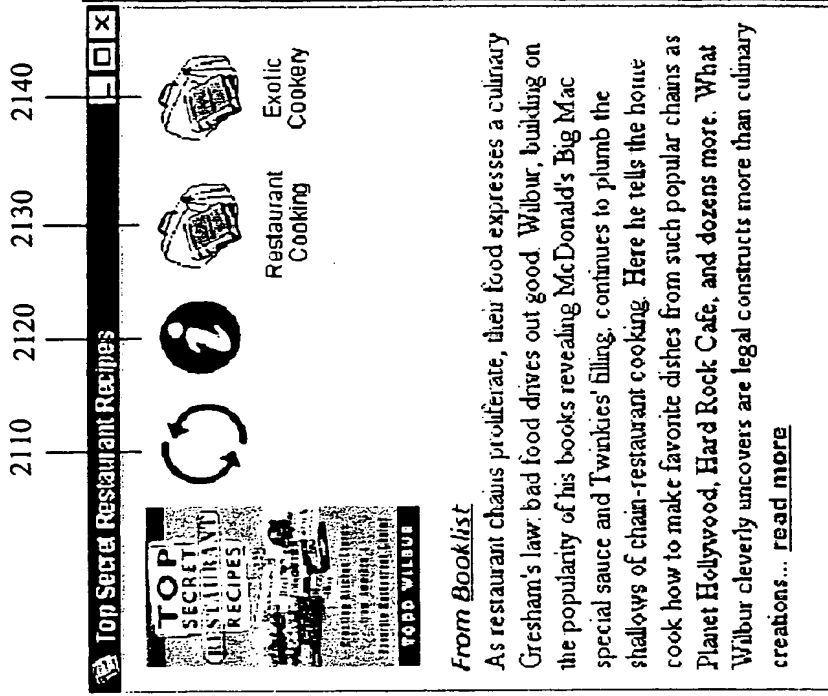 2110 2120 2130 2140
Top Secret Restaurant Recipes
TOP
SECRET
RESTAURANT
RECIPES
TODD WILBUR
Restaurant
Cooking
Exotic
Cookery
From Booklist
As restaurant chains proliferate, their food expresses a culinary
Gresham's law: bad food drives out good. Wilbur, building on
the popularity of his books revealing McDonald's Big Mac
special sauce and Twinkies' filling, continues to plumb the
shallows of chain-restaurant cooking. Here he tells the home
cook how to make favorite dishes from such popular chains as
Planet Hollywood, Hard Rock Cafe, and dozens more. What
Wilbur cleverly uncovers are legal constructs more than culinary
creations... read more